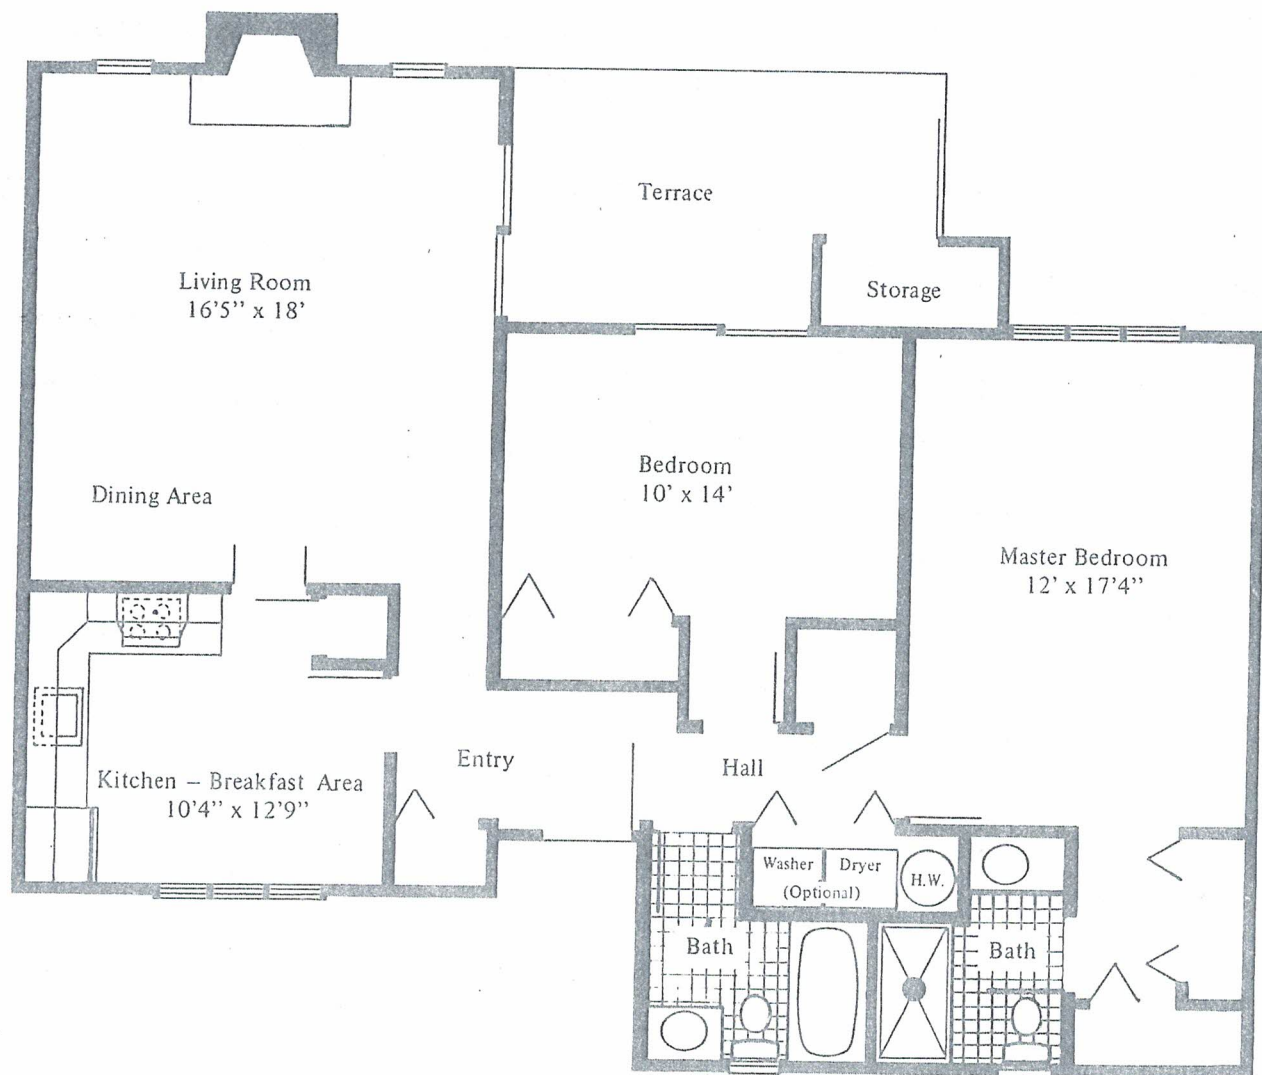 Terrace
Living Room
16'5” x 18'
Storage
Bedroom
10' x 14'
Dining Area
Master Bedroom
12' x 17'4”
Entry
Hall
Kitchen – Breakfast Area
10'4” x 12'9”
Washer
Dryer
(Optional)
H.W.
Bath
Bath